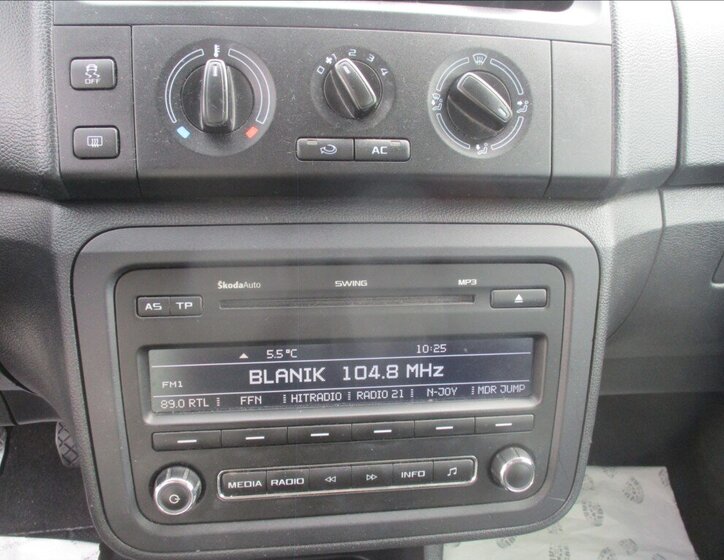 OFF
0 1 2 3 4
AC
ŠkodaAuto SWING MP3
AS TP
5.5 °C 10:25
FM1 BLANIK 104.8 MHz
89.0 RTL FFN HITRADIO RADIO 21 N-JOY MDR JUMP
MEDIA RADIO INFO